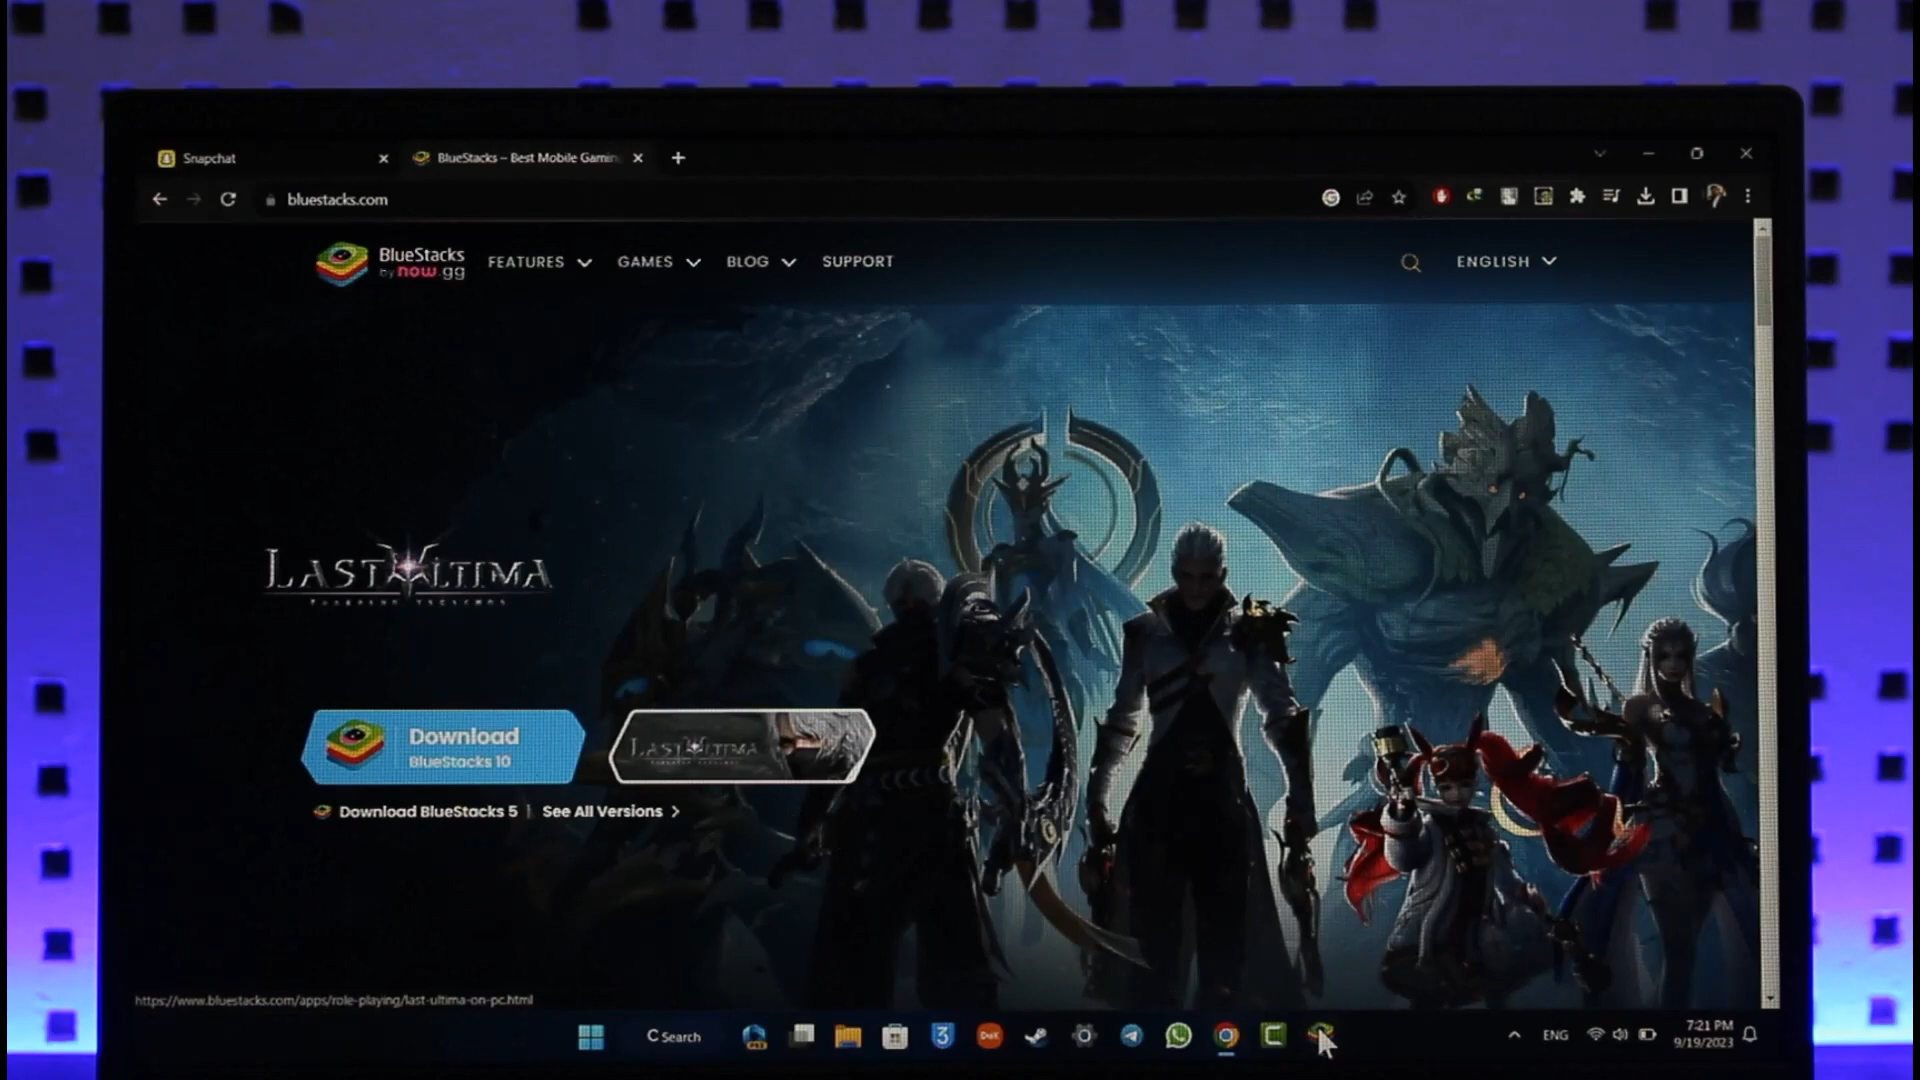 Snapchat
BlueStacks – Best Mobile Gamin
bluestacks.com
BlueStacks
by now.gg
FEATURES
GAMES
BLOG
SUPPORT
ENGLISH
LAST ULTIMA
Download
BlueStacks 10
LAST ULTIMA
Download BlueStacks 5 | See All Versions >
https://www.bluestacks.com/apps/role-playing/last-ultima-on-pc.html
Search
ENG
7:21 PM
9/19/2023